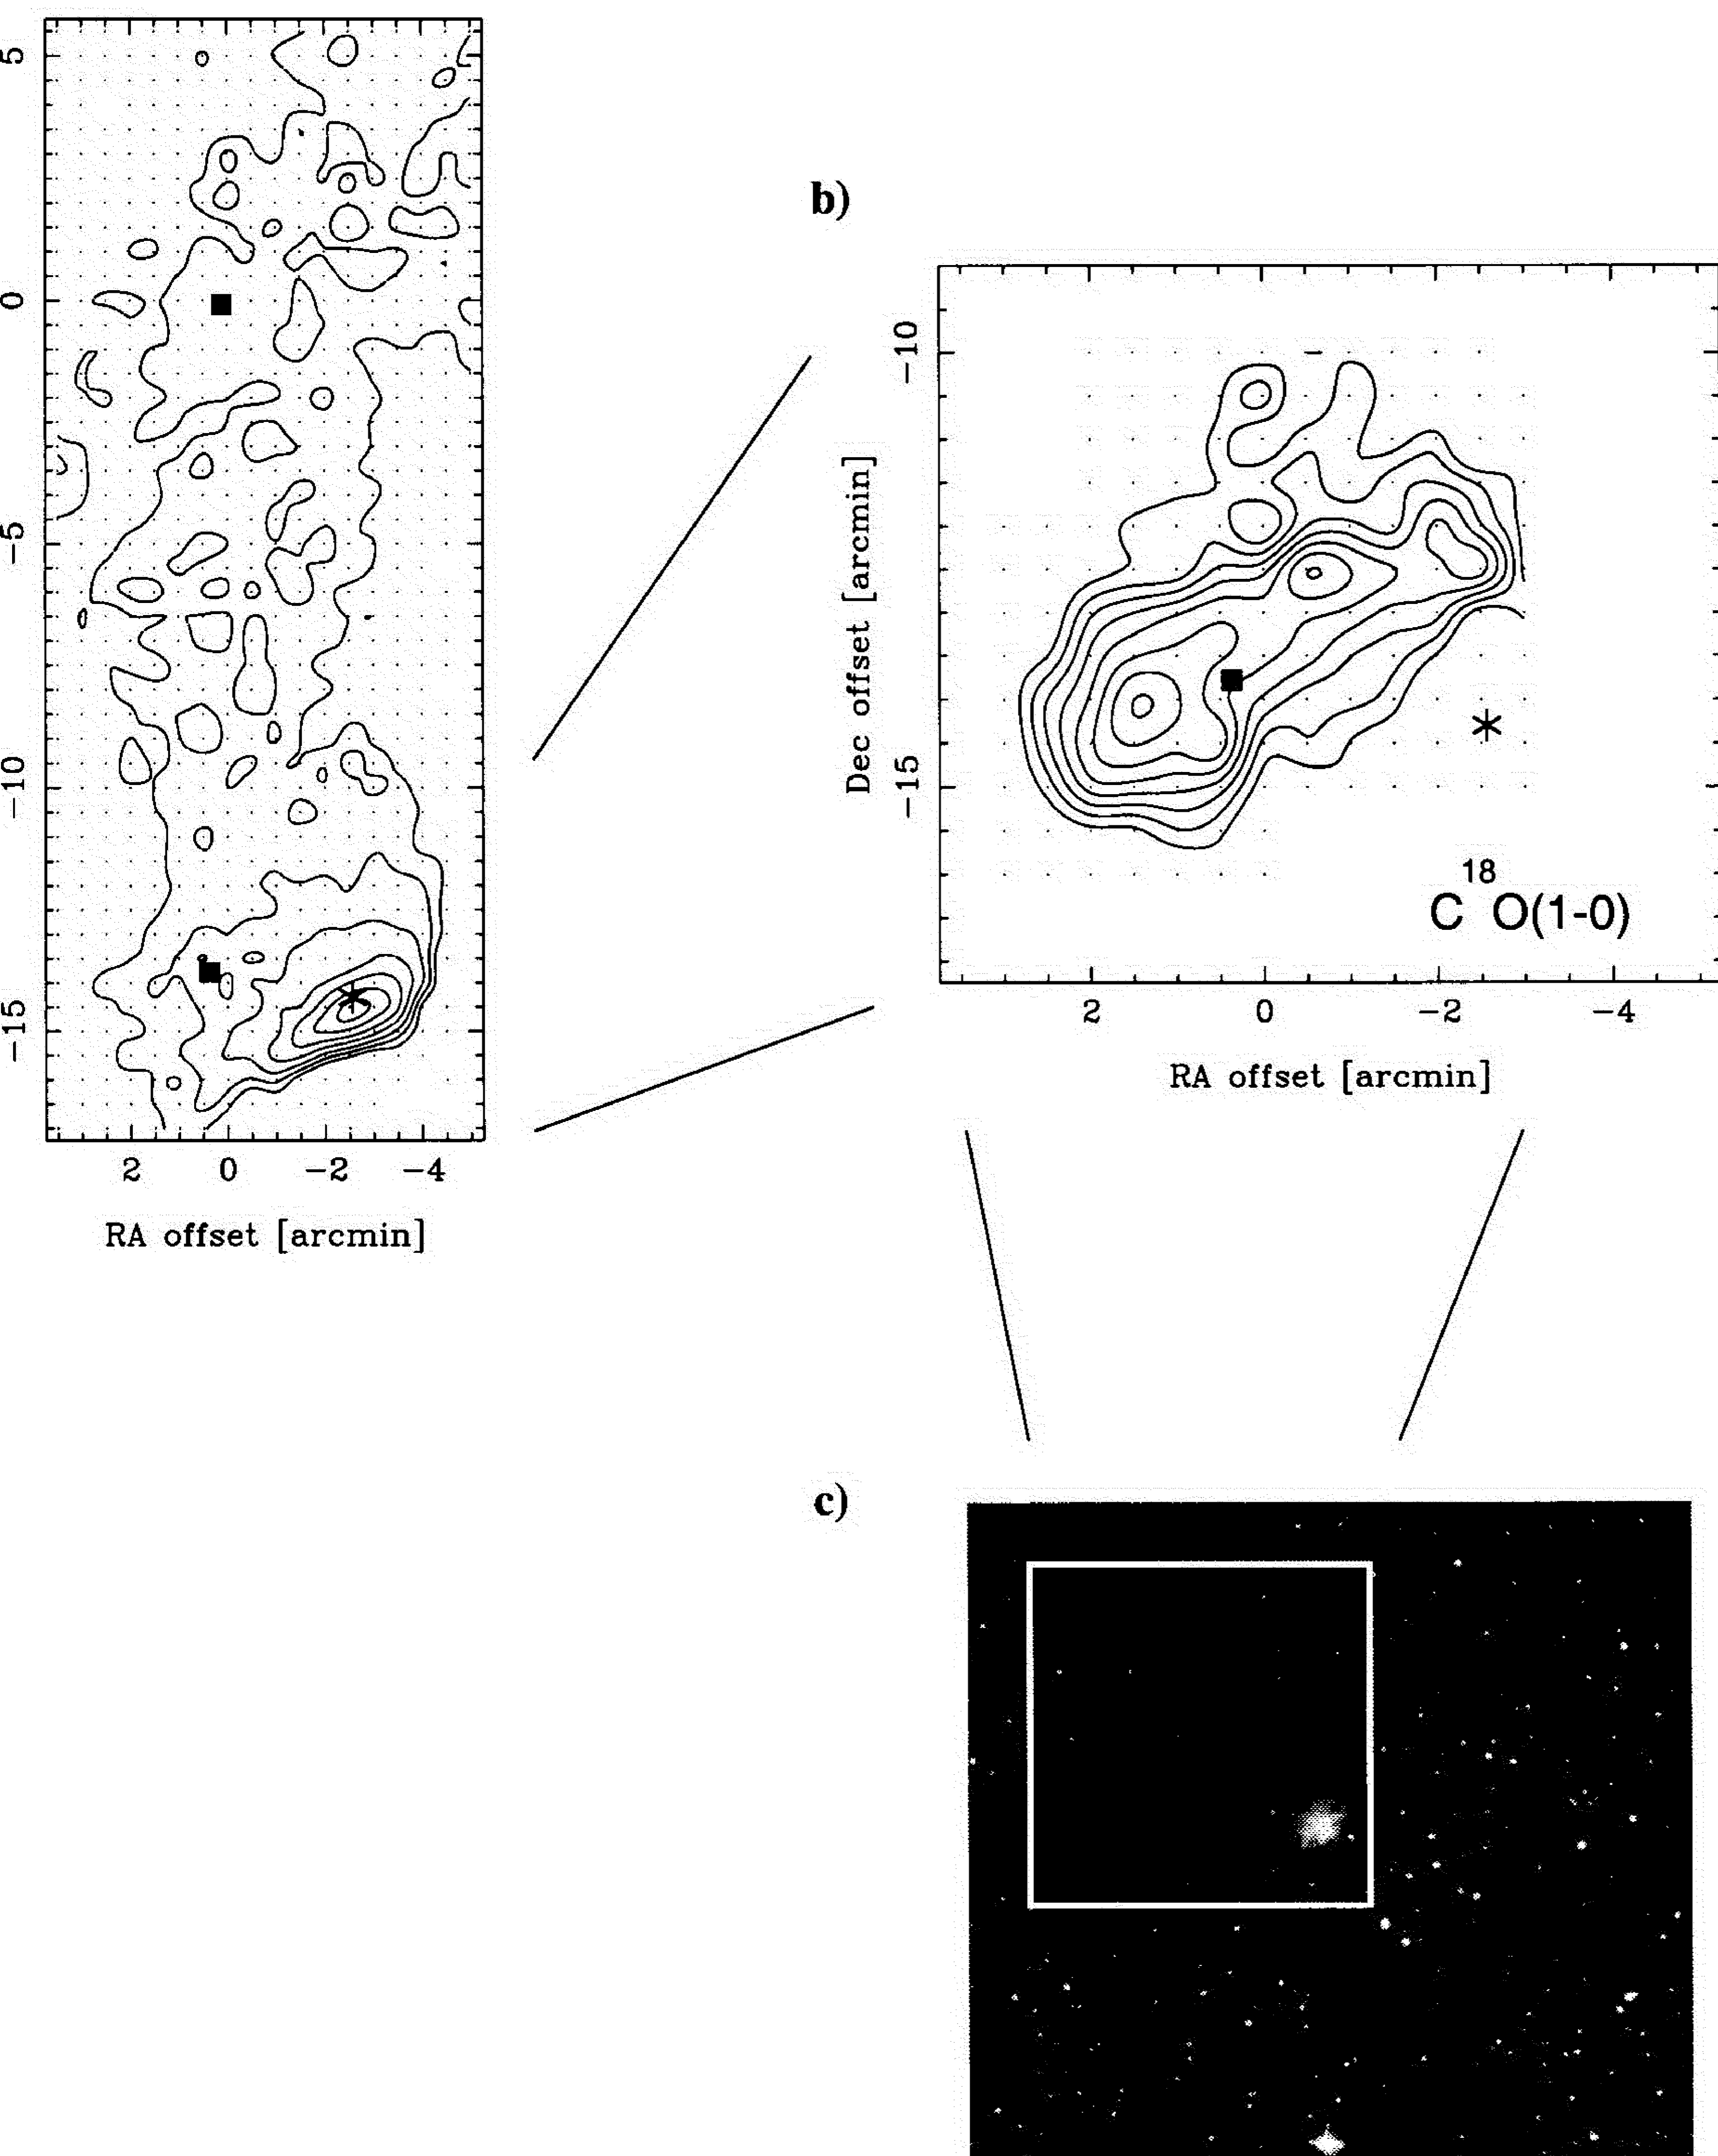 5
0
-5
-10
-15
2 0 -2 -4
RA offset [arcmin]
b)
-10
-15
Dec offset [arcmin]
18
C O(1-0)
2 0 -2 -4
RA offset [arcmin]
c)